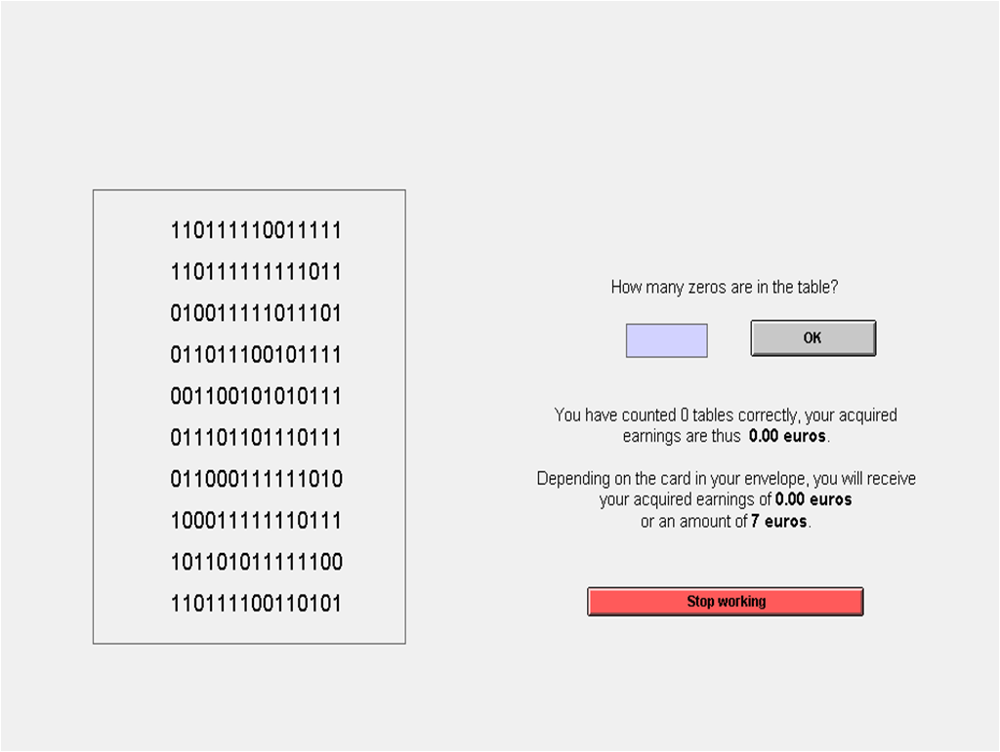 110111110011111
110111111111011
010011111011101
011011100101111
001100101010111
011101101110111
011000111111010
100011111110111
101101011111100
110111100110101
How many zeros are in the table?
OK
You have counted 0 tables correctly, your acquired
earnings are thus 0.00 euros.
Depending on the card in your envelope, you will receive
your acquired earnings of 0.00 euros
or an amount of 7 euros.
Stop working